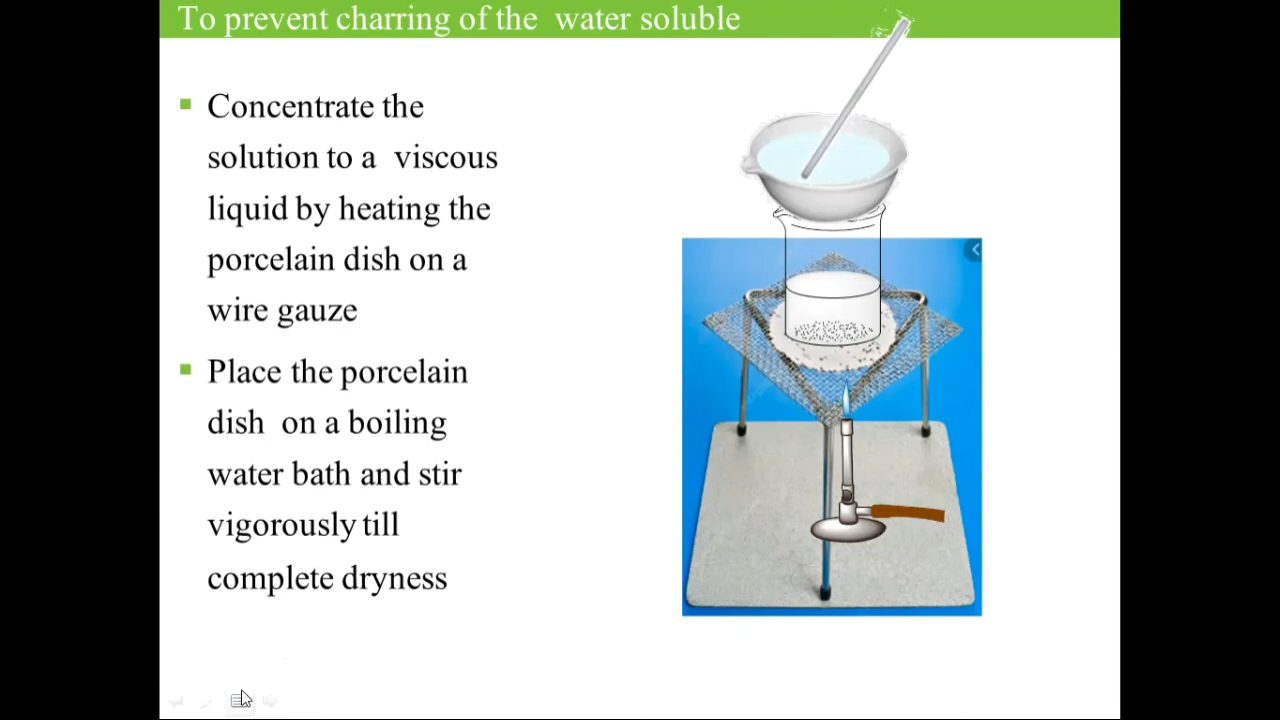 To prevent charring of the water soluble
Concentrate the
solution to a viscous
liquid by heating the
porcelain dish on a
wire gauze
Place the porcelain
dish on a boiling
water bath and stir
vigorously till
complete dryness